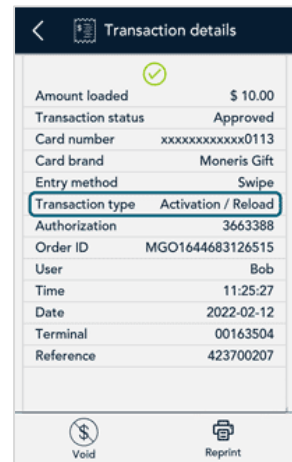 Transaction details
Amount loaded $ 10.00
Transaction status Approved
Card number xxxxxxxxxxxx0113
Card brand Moneris Gift
Entry method Swipe
Transaction type Activation / Reload
Authorization 3663388
Order ID MGO1644683126515
User Bob
Time 11:25:27
Date 2022-02-12
Terminal 00163504
Reference 423700207
Void Reprint